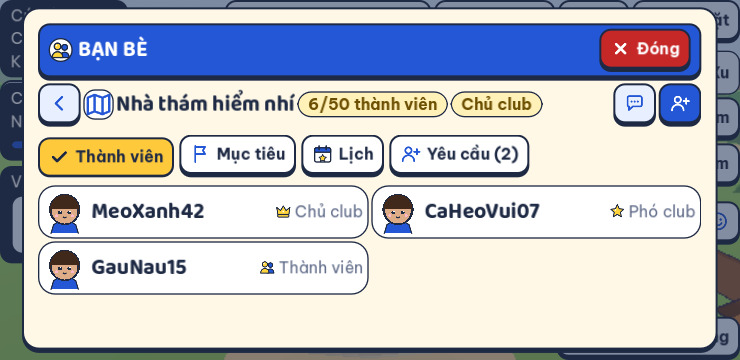 BẠN BÈ
Đóng
Nhà thám hiểm nhí
6/50 thành viên
Chủ club
Thành viên
Mục tiêu
Lịch
Yêu cầu (2)
MeoXanh42
Chủ club
CaHeoVui07
Phó club
GauNau15
Thành viên